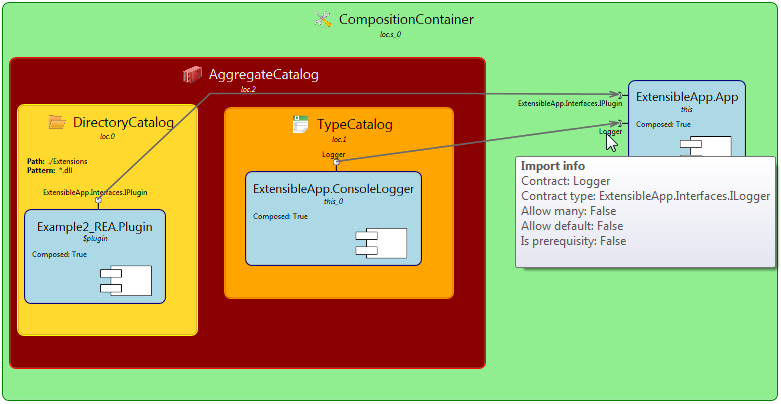 CompositionContainer
loc.s_0
AggregateCatalog
loc.2
DirectoryCatalog
loc.0
Path: ./Extensions
Pattern: *.dll
ExtensibleApp.Interfaces.IPlugin
Example2_REA.Plugin
$plugin
Composed: True
TypeCatalog
loc.1
Logger
ExtensibleApp.ConsoleLogger
this_0
Composed: True
ExtensibleApp.Interfaces.IPlugin
Logger
ExtensibleApp.App
this
Composed: True
Import info
Contract: Logger
Contract type: ExtensibleApp.Interfaces.ILogger
Allow many: False
Allow default: False
Is prerequisity: False